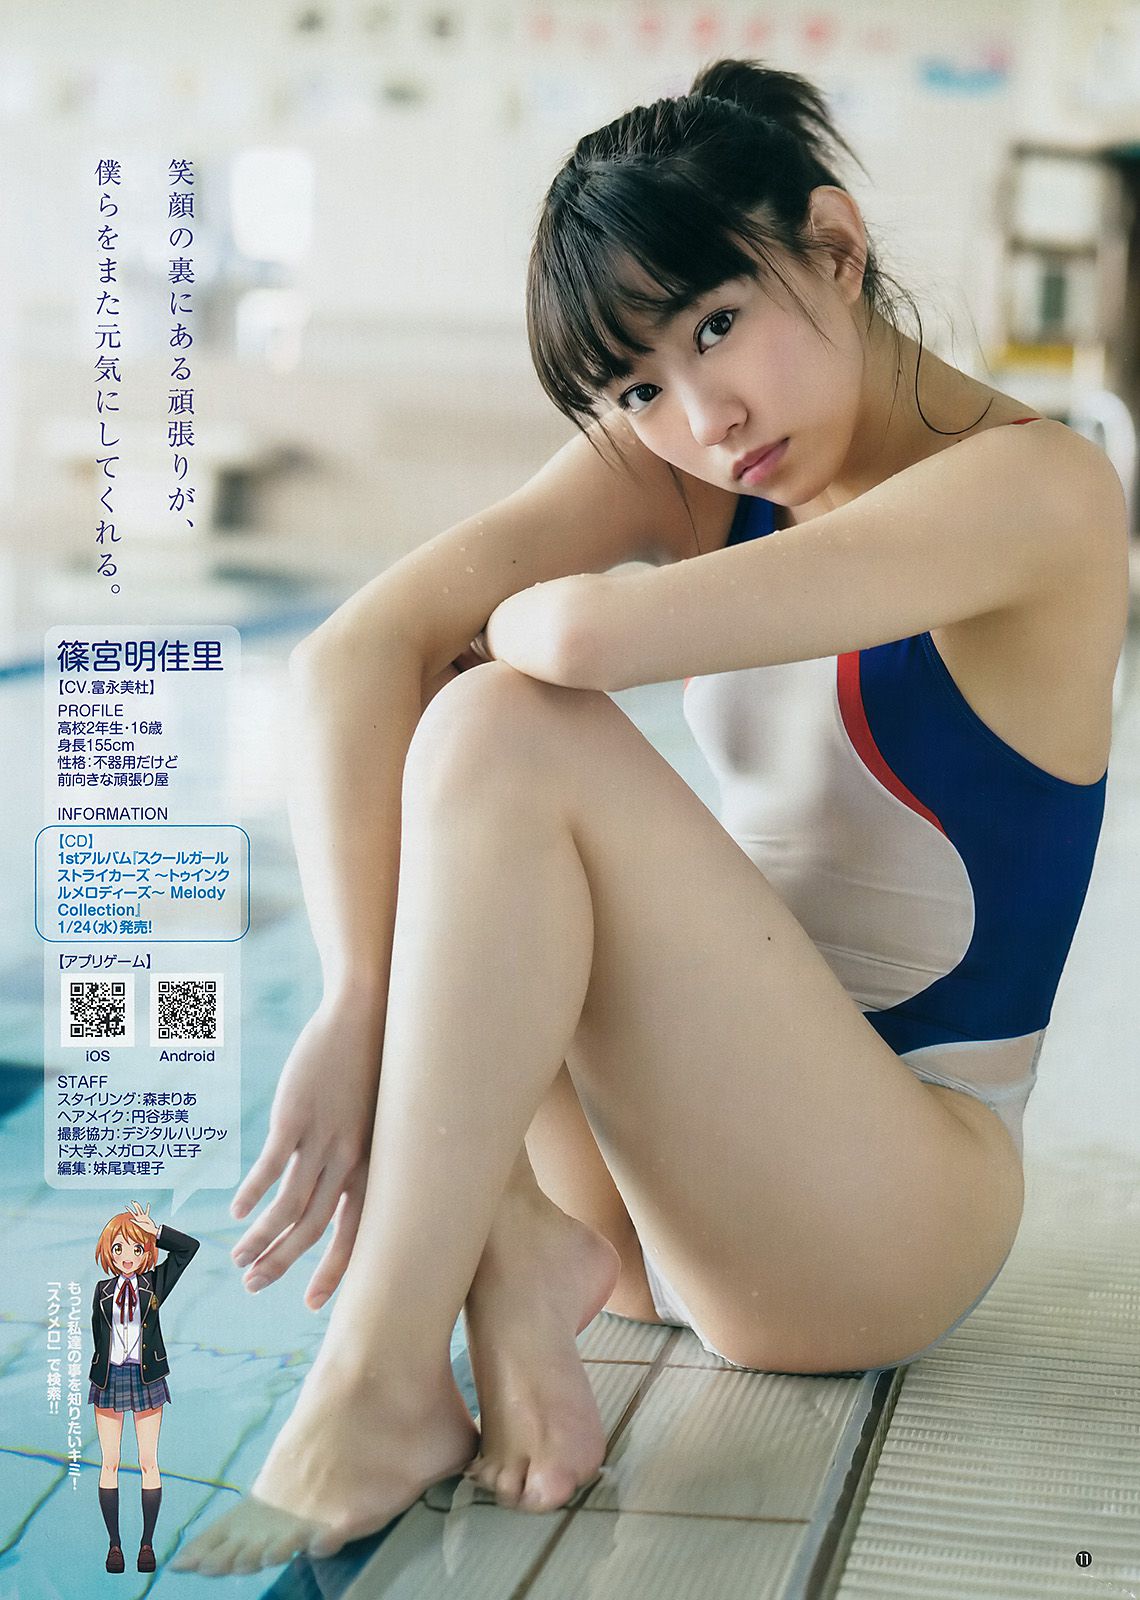 笑顔の裏にある頑張りが、
僕らをまた元気にしてくれる。
篠宮明佳里
【CV.富永美杜】
PROFILE
高校2年生・16歳
身長155cm
性格：不器用だけど
前向きな頑張り屋
INFORMATION
【CD】
1stアルバム『スクールガール
ストライカーズ ～トゥインク
ルメロディーズ～ Melody
Collection』
1/24（水）発売!
【アプリゲーム】
iOS
Android
STAFF
スタイリング：森まりあ
ヘアメイク：円谷歩美
撮影協力：デジタルハリウッ
ド大学、メガロス八王子
編集：妹尾真理子
もっと私達の夢を知りたいキミ！
「スクメロ」で検索!!
11